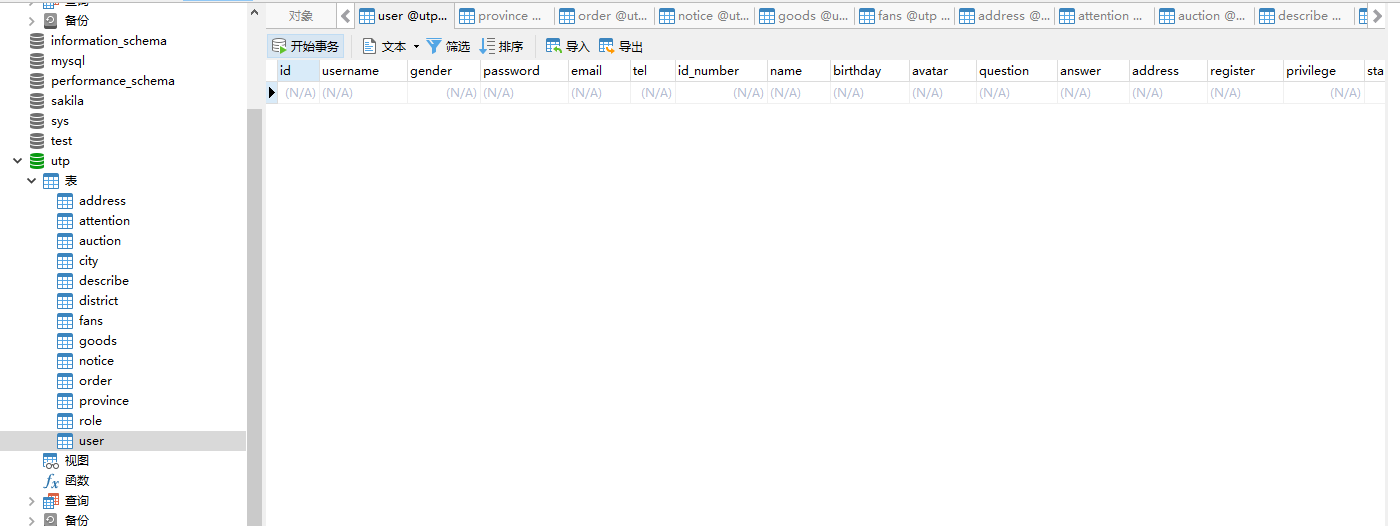 查询
备份
information_schema
mysql
performance_schema
sakila
sys
test
utp
表
address
attention
auction
city
describe
district
fans
goods
notice
order
province
role
user
视图
函数
查询
备份
对象 user @utp... province ... order @ut... notice @ut... goods @u... fans @utp ... address @... attention ... auction @... describe ...
开始事务 文本 筛选 排序 导入 导出
id username gender password email tel id_number name birthday avatar question answer address register privilege sta
(N/A) (N/A) (N/A) (N/A) (N/A) (N/A) (N/A) (N/A) (N/A) (N/A) (N/A) (N/A) (N/A) (N/A) (N/A)